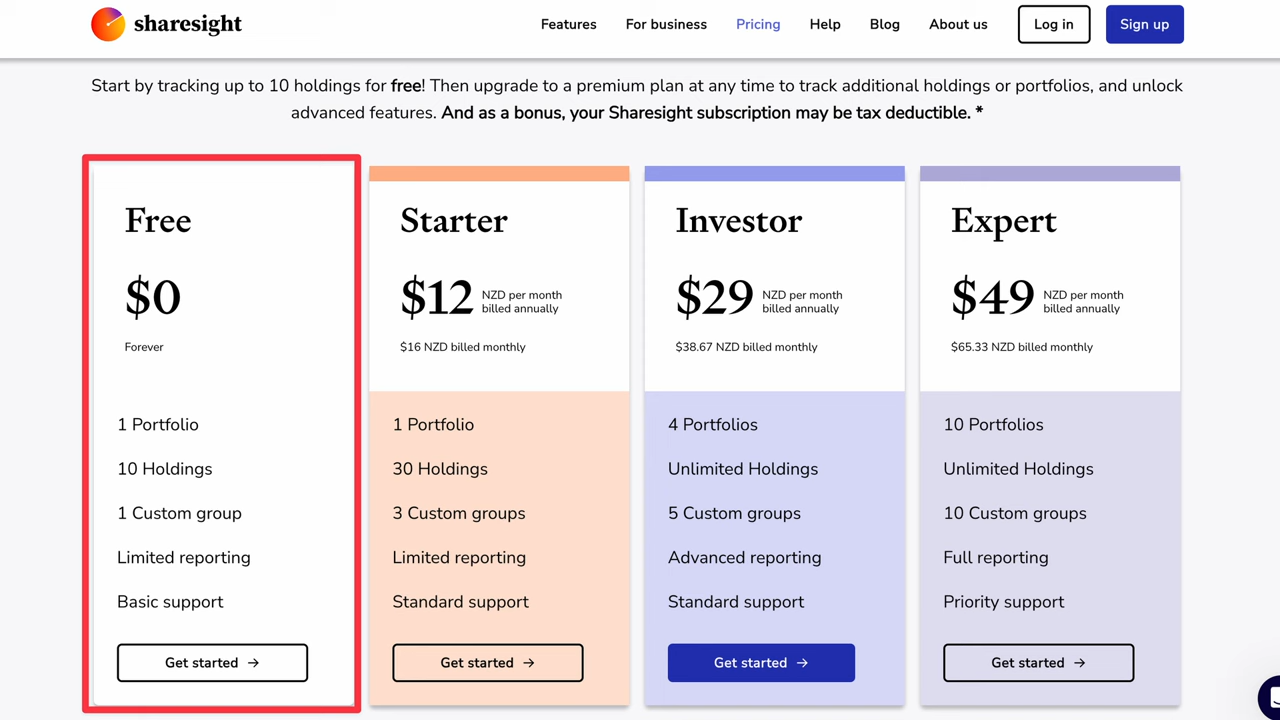 sharesight
Features
For business
Pricing
Help
Blog
About us
Log in
Sign up
Start by tracking up to 10 holdings for free! Then upgrade to a premium plan at any time to track additional holdings or portfolios, and unlock
advanced features. And as a bonus, your Sharesight subscription may be tax deductible. *
Free
$0
Forever
1 Portfolio
10 Holdings
1 Custom group
Limited reporting
Basic support
Get started →
Starter
$12
NZD per month
billed annually
$16 NZD billed monthly
1 Portfolio
30 Holdings
3 Custom groups
Limited reporting
Standard support
Get started →
Investor
$29
NZD per month
billed annually
$38.67 NZD billed monthly
4 Portfolios
Unlimited Holdings
5 Custom groups
Advanced reporting
Standard support
Get started →
Expert
$49
NZD per month
billed annually
$65.33 NZD billed monthly
10 Portfolios
Unlimited Holdings
10 Custom groups
Full reporting
Priority support
Get started →